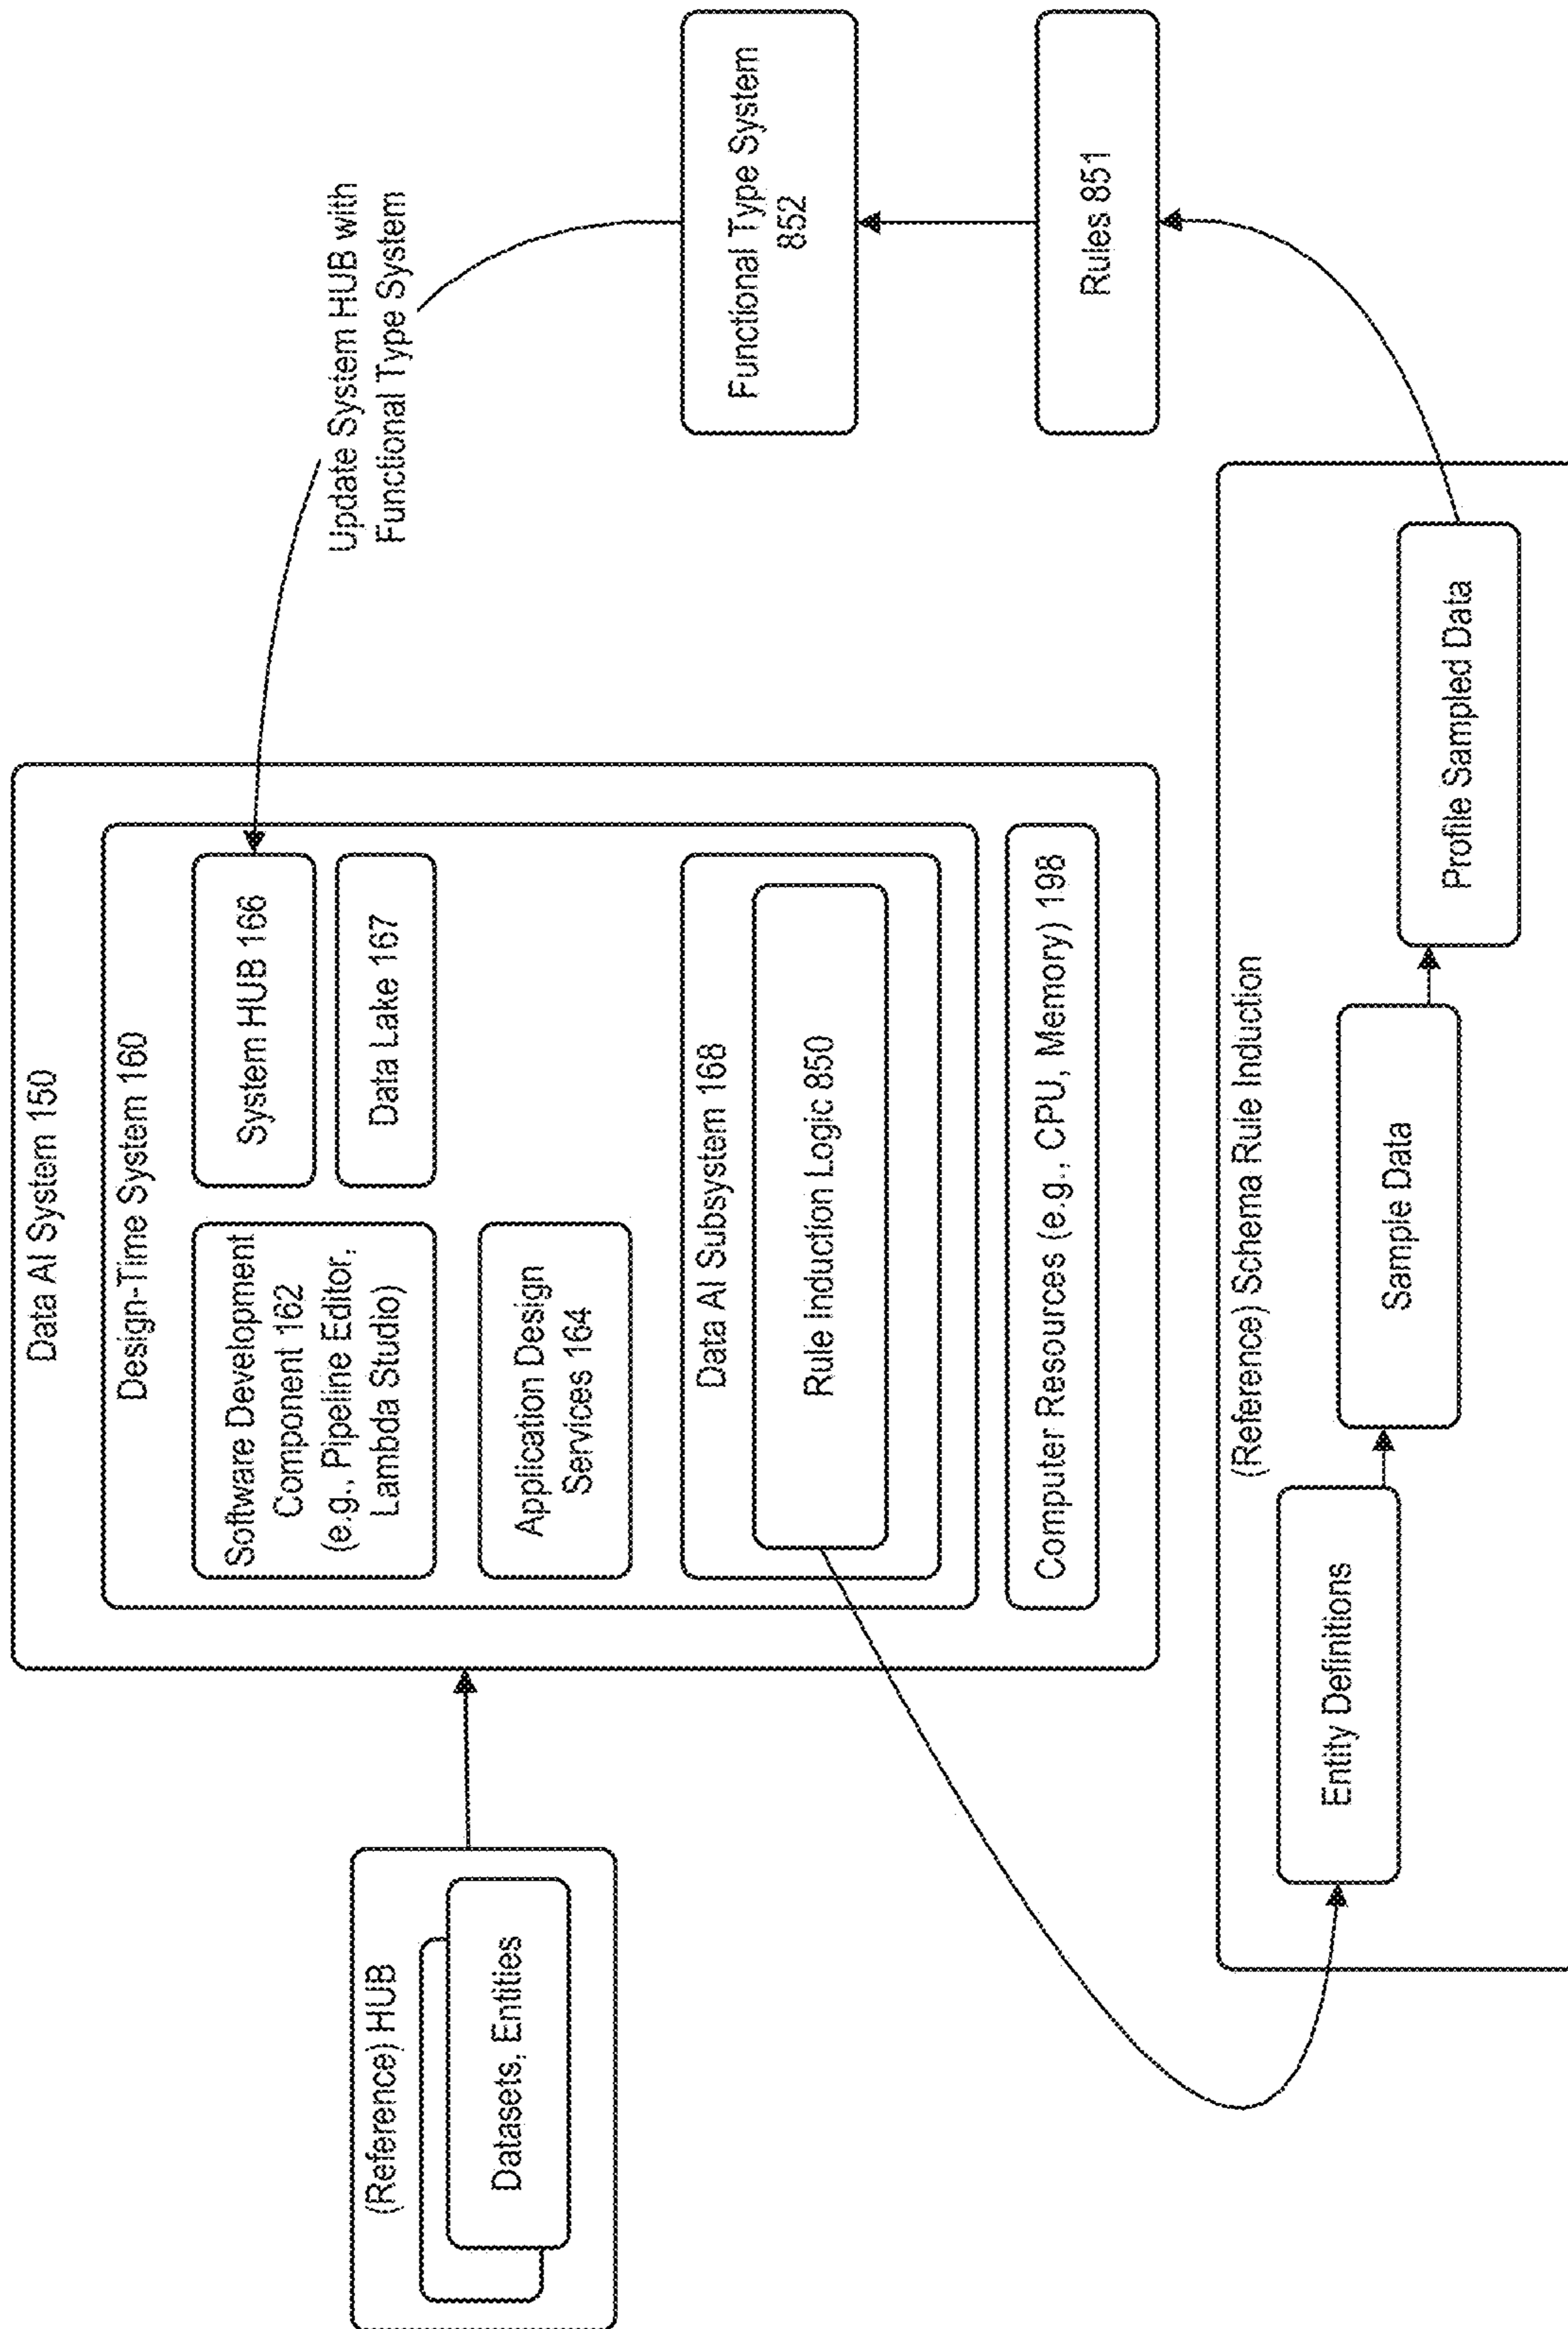 (Reference) HUB
Datasets, Entities
Data AI System 150
Design-Time System 160
Software Development
Component 162
(e.g., Pipeline Editor,
Lambda Studio)
System HUB 166
Data Lake 167
Application Design
Services 164
Data AI Subsystem 168
Rule Induction Logic 850
Computer Resources (e.g., CPU, Memory) 198
Update System HUB with
Functional Type System
Functional Type System
852
Rules 851
(Reference) Schema Rule Induction
Entity Definitions
Sample Data
Profile Sampled Data